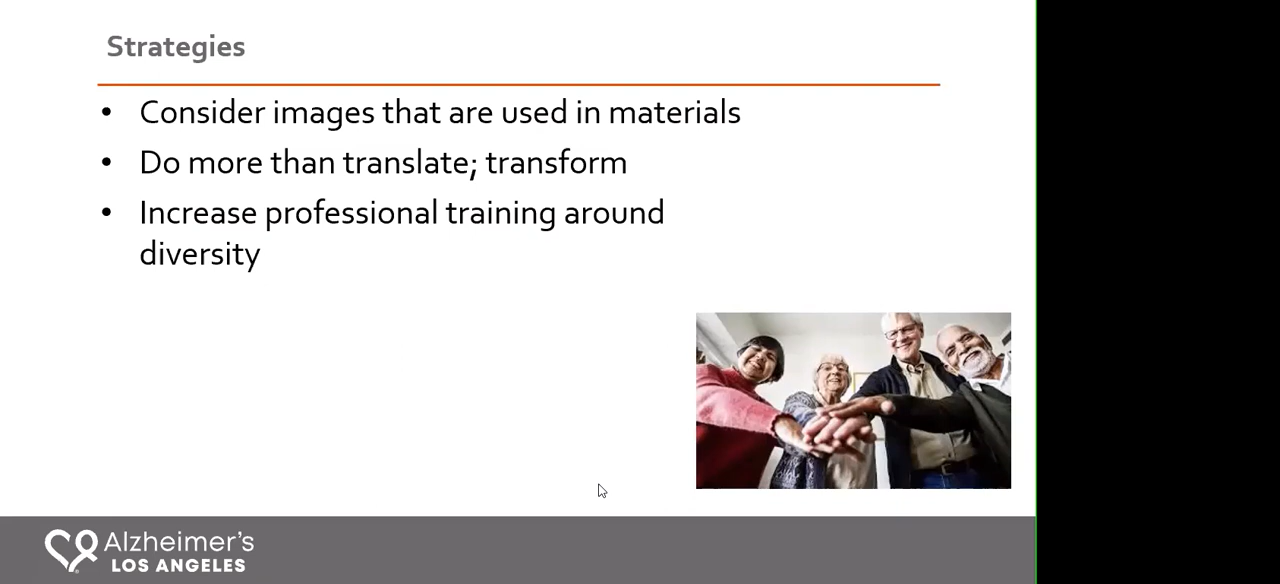 Strategies
• Consider images that are used in materials
• Do more than translate; transform
• Increase professional training around
diversity
Alzheimer's
LOS ANGELES